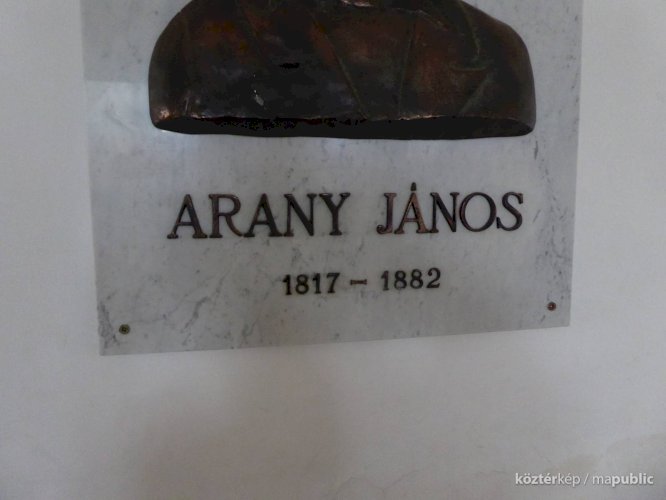 ARANY JÁNOS
1817 – 1882
köztérkép / mapublic